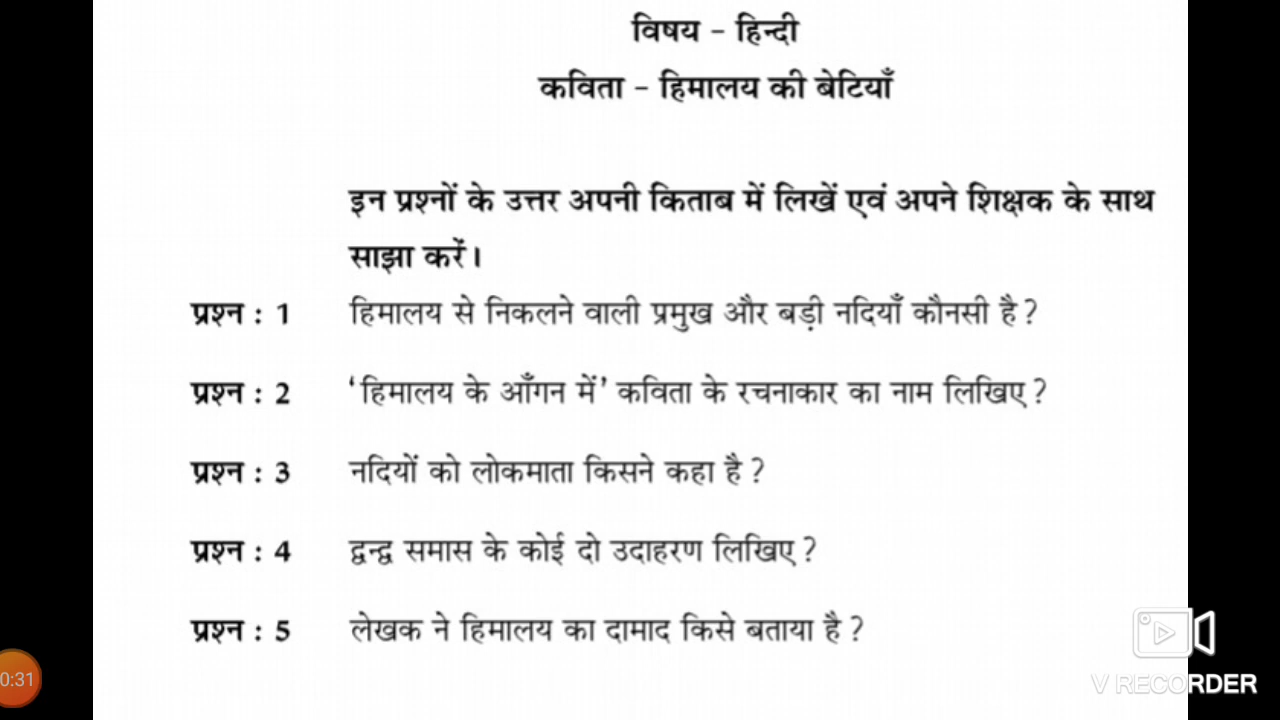 विषय - हिन्दी
कविता - हिमालय की बेटियाँ
इन प्रश्नों के उत्तर अपनी किताब में लिखें एवं अपने शिक्षक के साथ
साझा करें।
प्रश्न : 1 हिमालय से निकलने वाली प्रमुख और बड़ी नदियाँ कौनसी है ?
प्रश्न : 2 'हिमालय के आँगन में' कविता के रचनाकार का नाम लिखिए ?
प्रश्न : 3 नदियों को लोकमाता किसने कहा है ?
प्रश्न : 4 द्वन्द्व समास के कोई दो उदाहरण लिखिए ?
प्रश्न : 5 लेखक ने हिमालय का दामाद किसे बताया है ?
0:31
V RECORDER